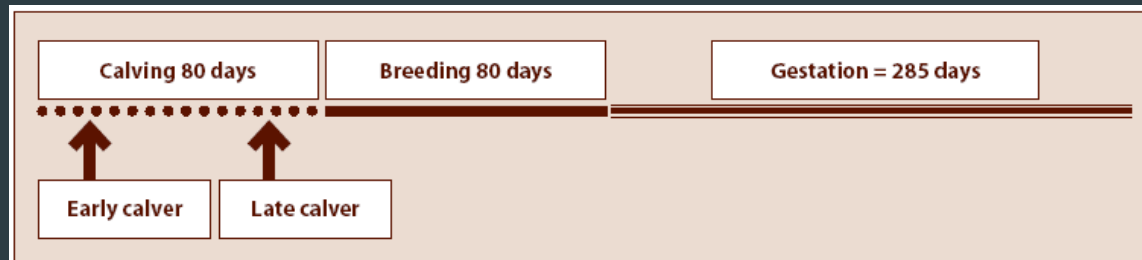 Calving 80 days
Breeding 80 days
Gestation = 285 days
Early calver
Late calver